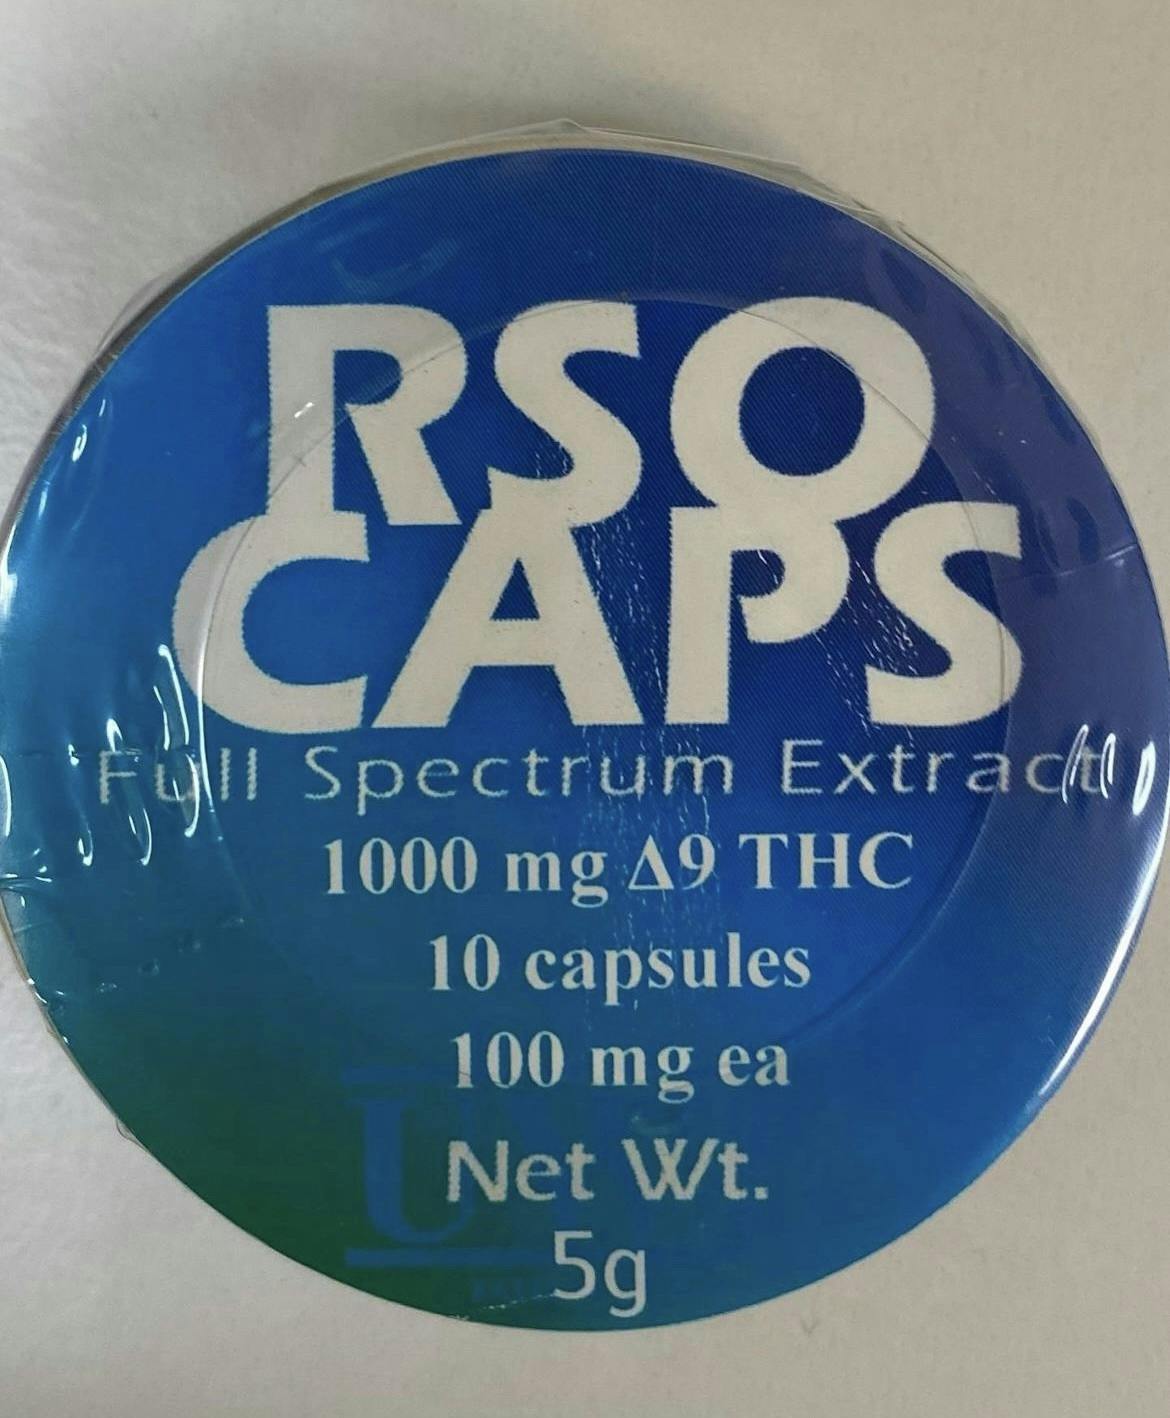 RSO
CAPS
Full Spectrum Extract
1000 mg Δ9 THC
10 capsules
100 mg ea
Net Wt.
5g